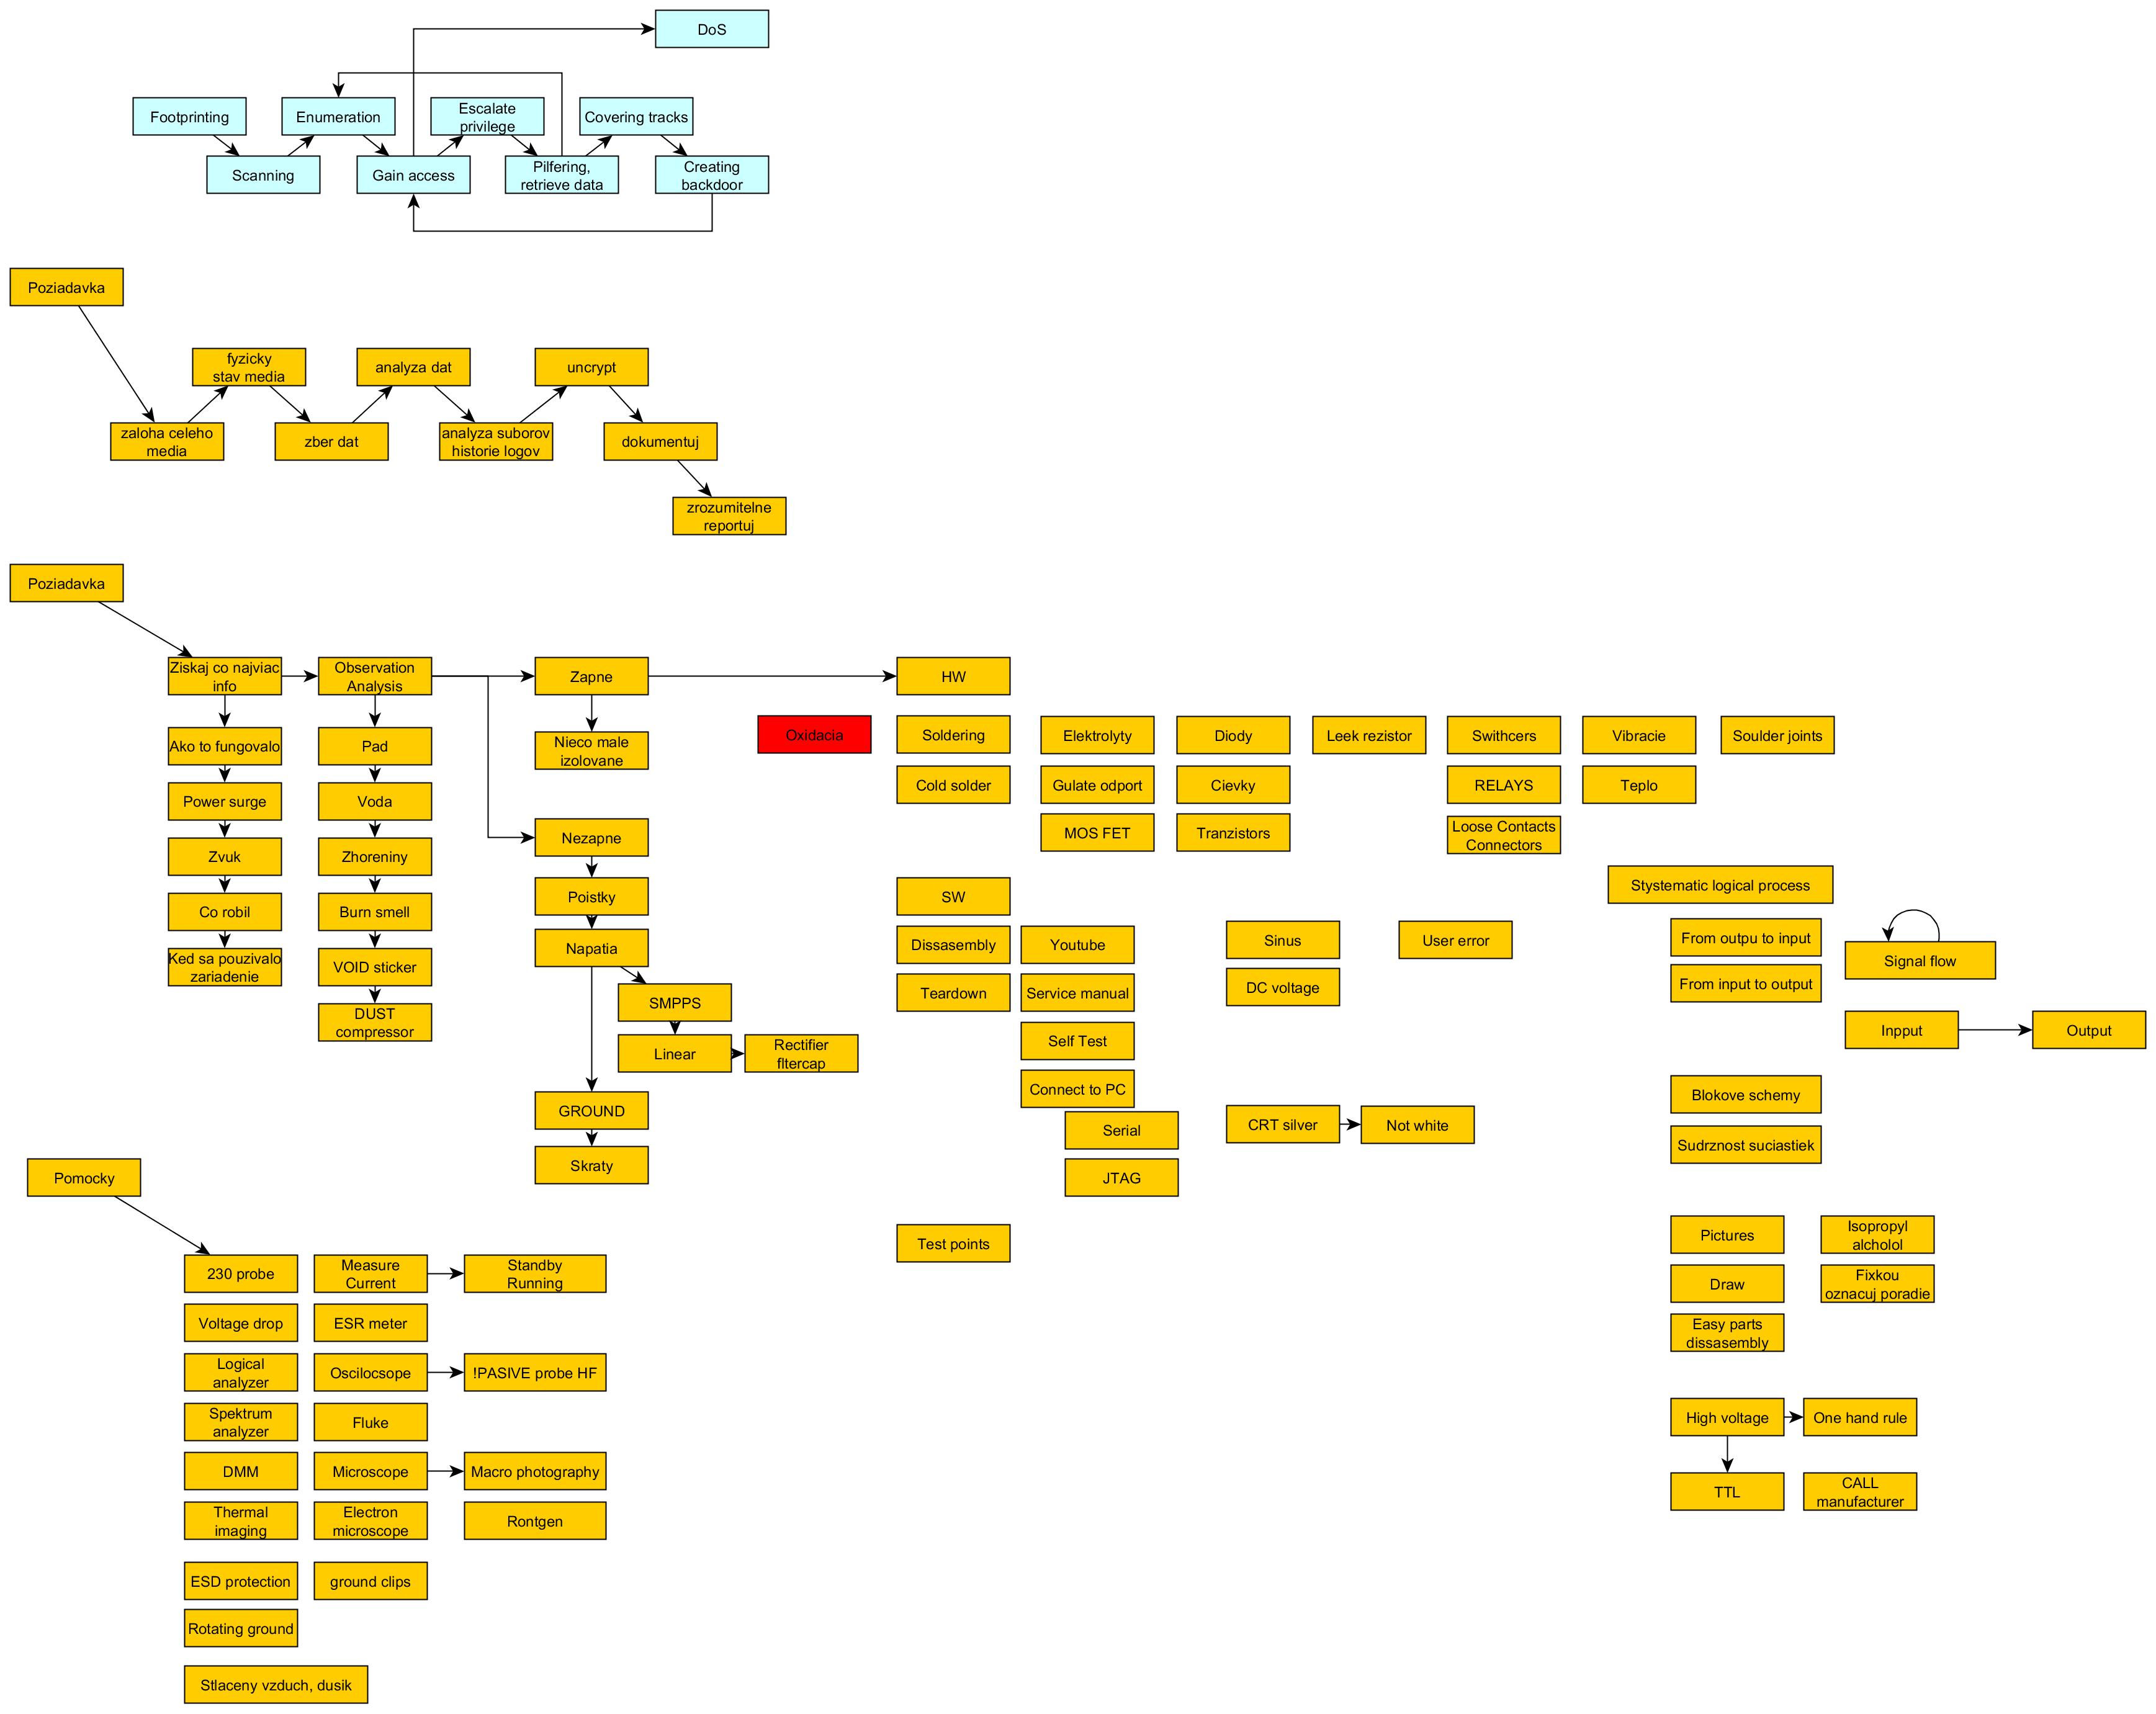 DoS
Footprinting
Enumeration
Escalate
privilege
Covering tracks
Scanning
Gain access
Pilfering,
retrieve data
Creating
backdoor
Poziadavka
fyzicky
stav media
analyza dat
uncrypt
zaloha celeho
media
zber dat
analyza suborov
historie logov
dokumentuj
zrozumitelne
reportuj
Poziadavka
Ziskaj co najviac
info
Observation
Analysis
Zapne
HW
Ako to fungovalo
Power surge
Zvuk
Co robil
Ked sa pouzivalo
zariadenie
Pad
Voda
Zhoreniny
Burn smell
VOID sticker
DUST
compressor
Nieco male
izolovane
Nezapne
Poistky
Napatia
SMPPS
Linear
Rectifier
fltercap
GROUND
Skraty
Oxidacia
Soldering
Cold solder
Elektrolyty
Gulate odport
MOS FET
Diody
Cievky
Tranzistors
Leek rezistor
Swithcers
RELAYS
Loose Contacts
Connectors
Vibracie
Teplo
Soulder joints
SW
Dissasembly
Teardown
Youtube
Service manual
Self Test
Connect to PC
Serial
JTAG
Sinus
DC voltage
User error
CRT silver
Not white
Test points
Stystematic logical process
From outpu to input
From input to output
Signal flow
Inpput
Output
Blokove schemy
Sudrznost suciastiek
Pictures
Draw
Easy parts
dissasembly
Isopropyl
alcholol
Fixkou
oznacuj poradie
High voltage
One hand rule
TTL
CALL
manufacturer
Pomocky
230 probe
Measure
Current
Standby
Running
Voltage drop
ESR meter
Logical
analyzer
Oscilocsope
!PASIVE probe HF
Spektrum
analyzer
Fluke
DMM
Microscope
Macro photography
Thermal
imaging
Electron
microscope
Rontgen
ESD protection
ground clips
Rotating ground
Stlaceny vzduch, dusik